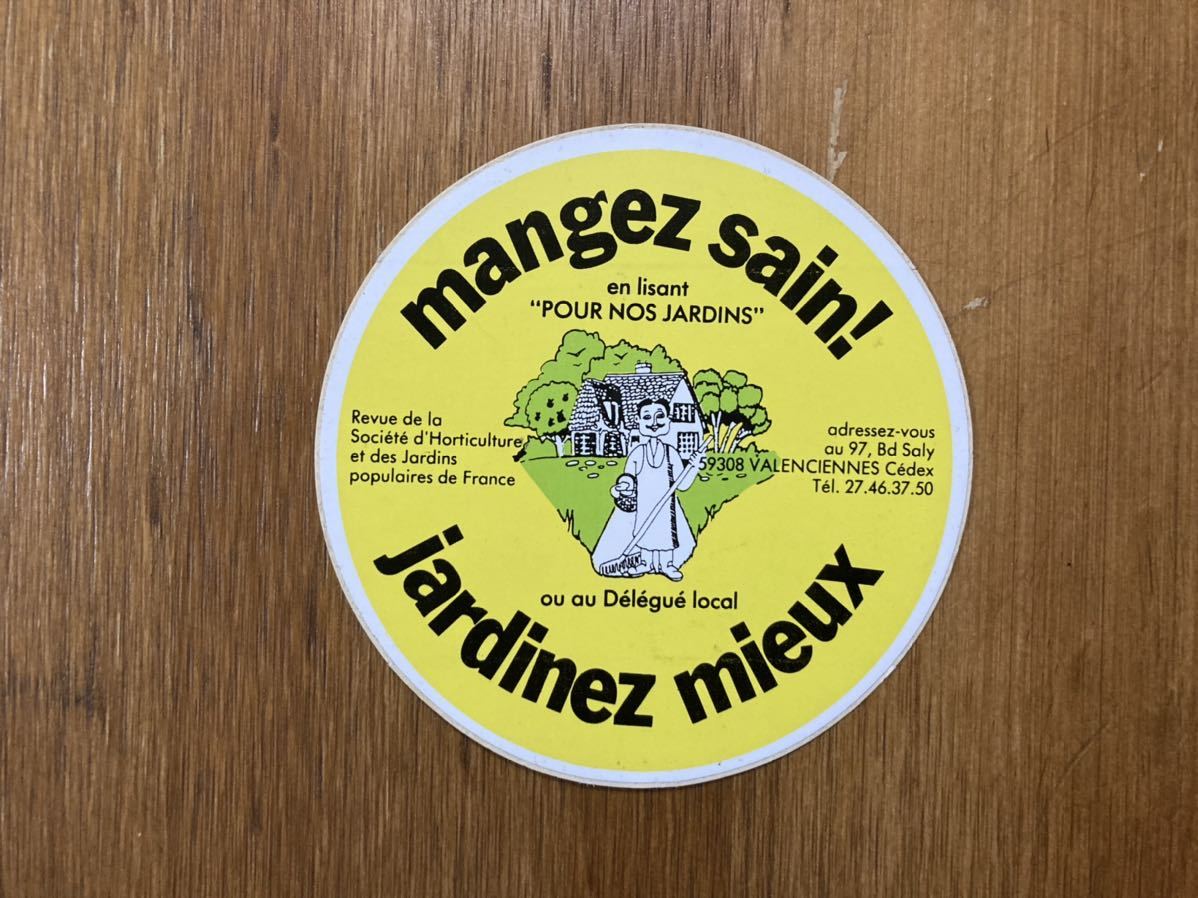 mangez sain!
en lisant
"POUR NOS JARDINS"
Revue de la
Société d'Horticulture
et des Jardins
populaires de France
adressez-vous
au 97, Bd Saly
59308 VALENCIENNES Cédex
Tél. 27.46.37.50
ou au Délégué local
jardinez mieux